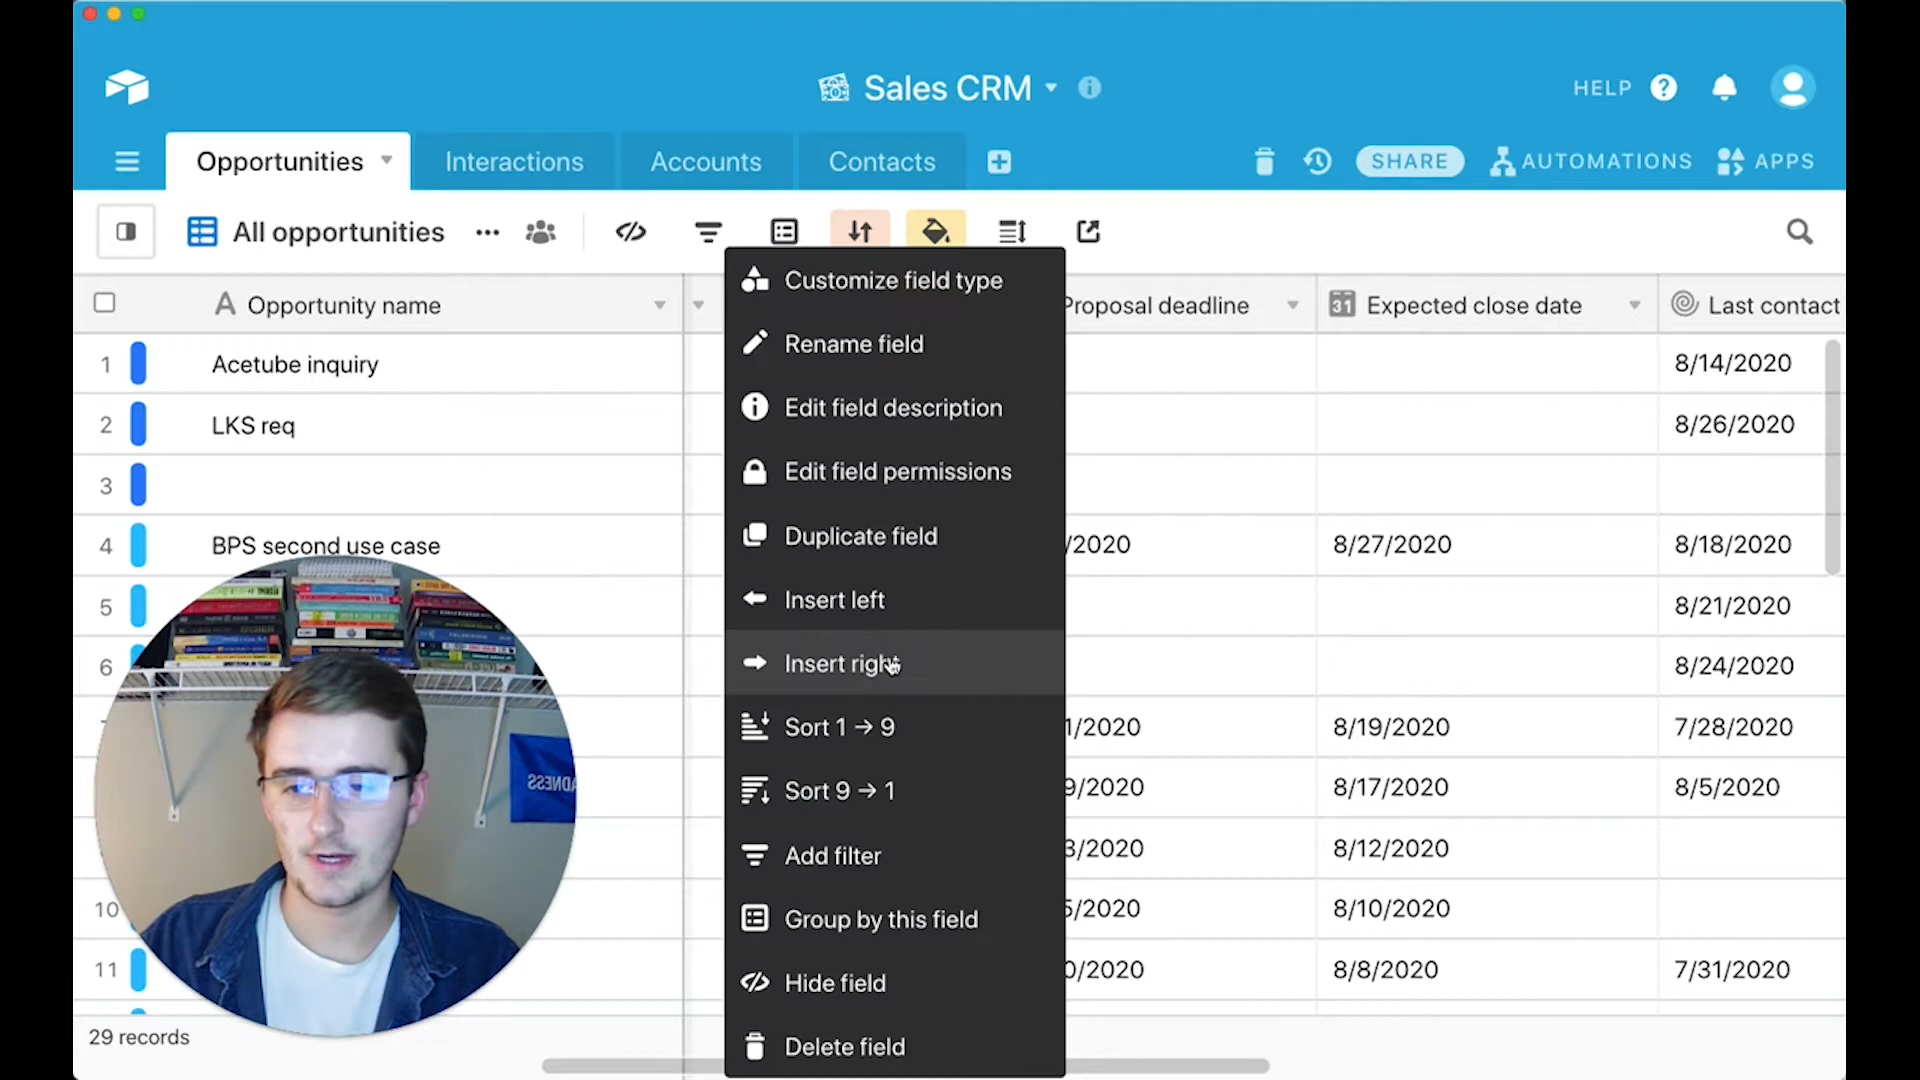 Sales CRM
HELP
Opportunities
Interactions
Accounts
Contacts
SHARE
AUTOMATIONS
APPS
All opportunities
Opportunity name
Proposal deadline
31 Expected close date
Last contact
1 Acetube inquiry 8/14/2020
2 LKS req 8/26/2020
3
4 BPS second use case /2020 8/27/2020 8/18/2020
5 8/21/2020
6 8/24/2020
1/2020 8/19/2020 7/28/2020
9/2020 8/17/2020 8/5/2020
3/2020 8/12/2020
10 5/2020 8/10/2020
11 0/2020 8/8/2020 7/31/2020
29 records
Customize field type
Rename field
Edit field description
Edit field permissions
Duplicate field
Insert left
Insert right
Sort 1 → 9
Sort 9 → 1
Add filter
Group by this field
Hide field
Delete field